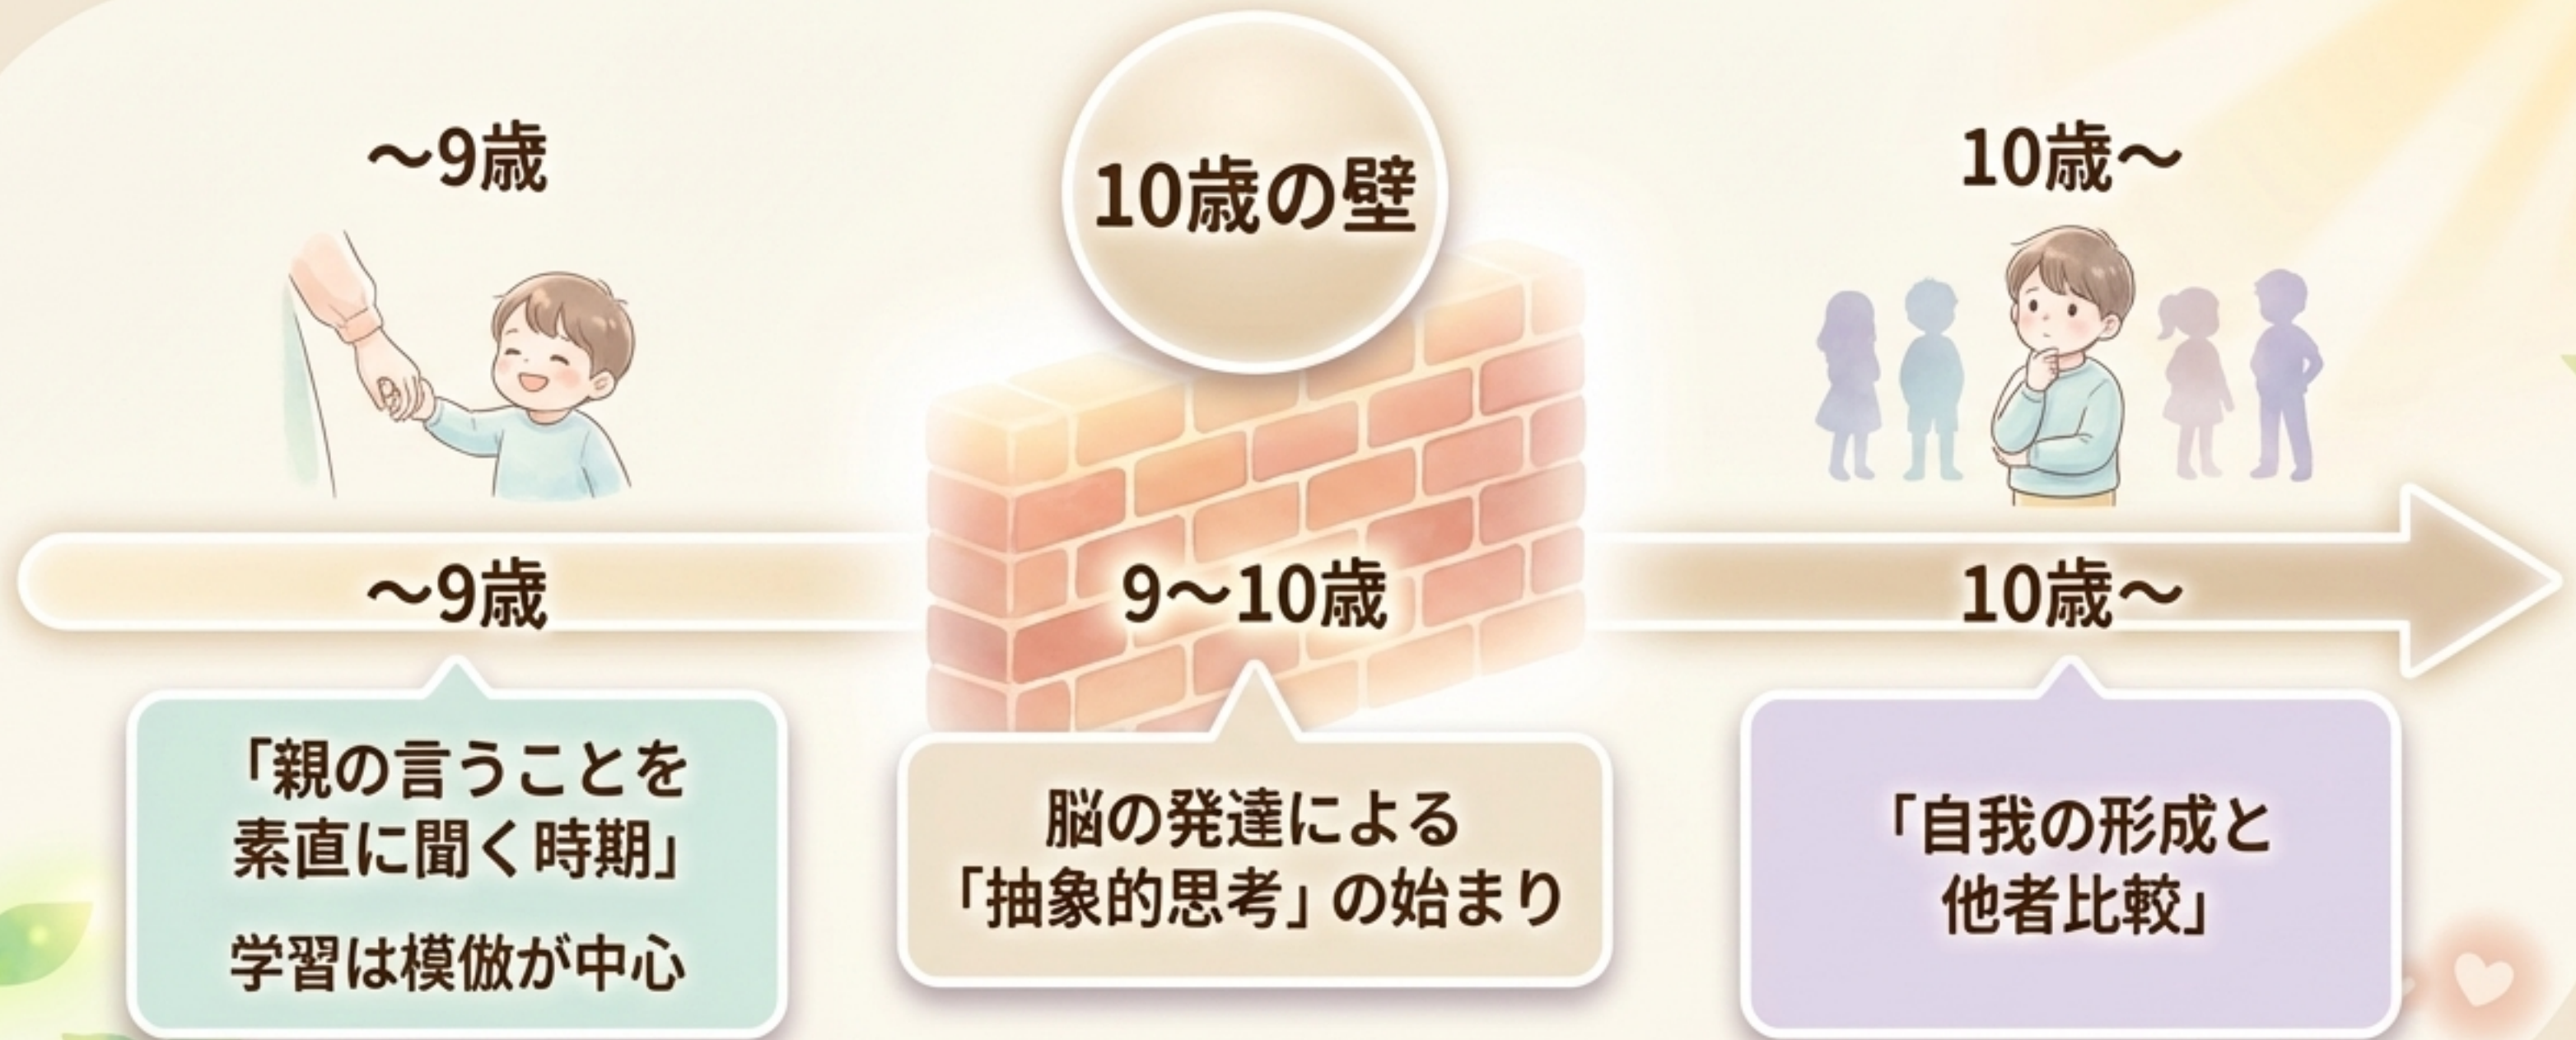 10歳の壁
～9歳
10歳～
～9歳
9～10歳
10歳～
「親の言うことを
素直に聞く時期」
学習は模倣が中心
脳の発達による
「抽象的思考」の始まり
「自我の形成と
他者比較」